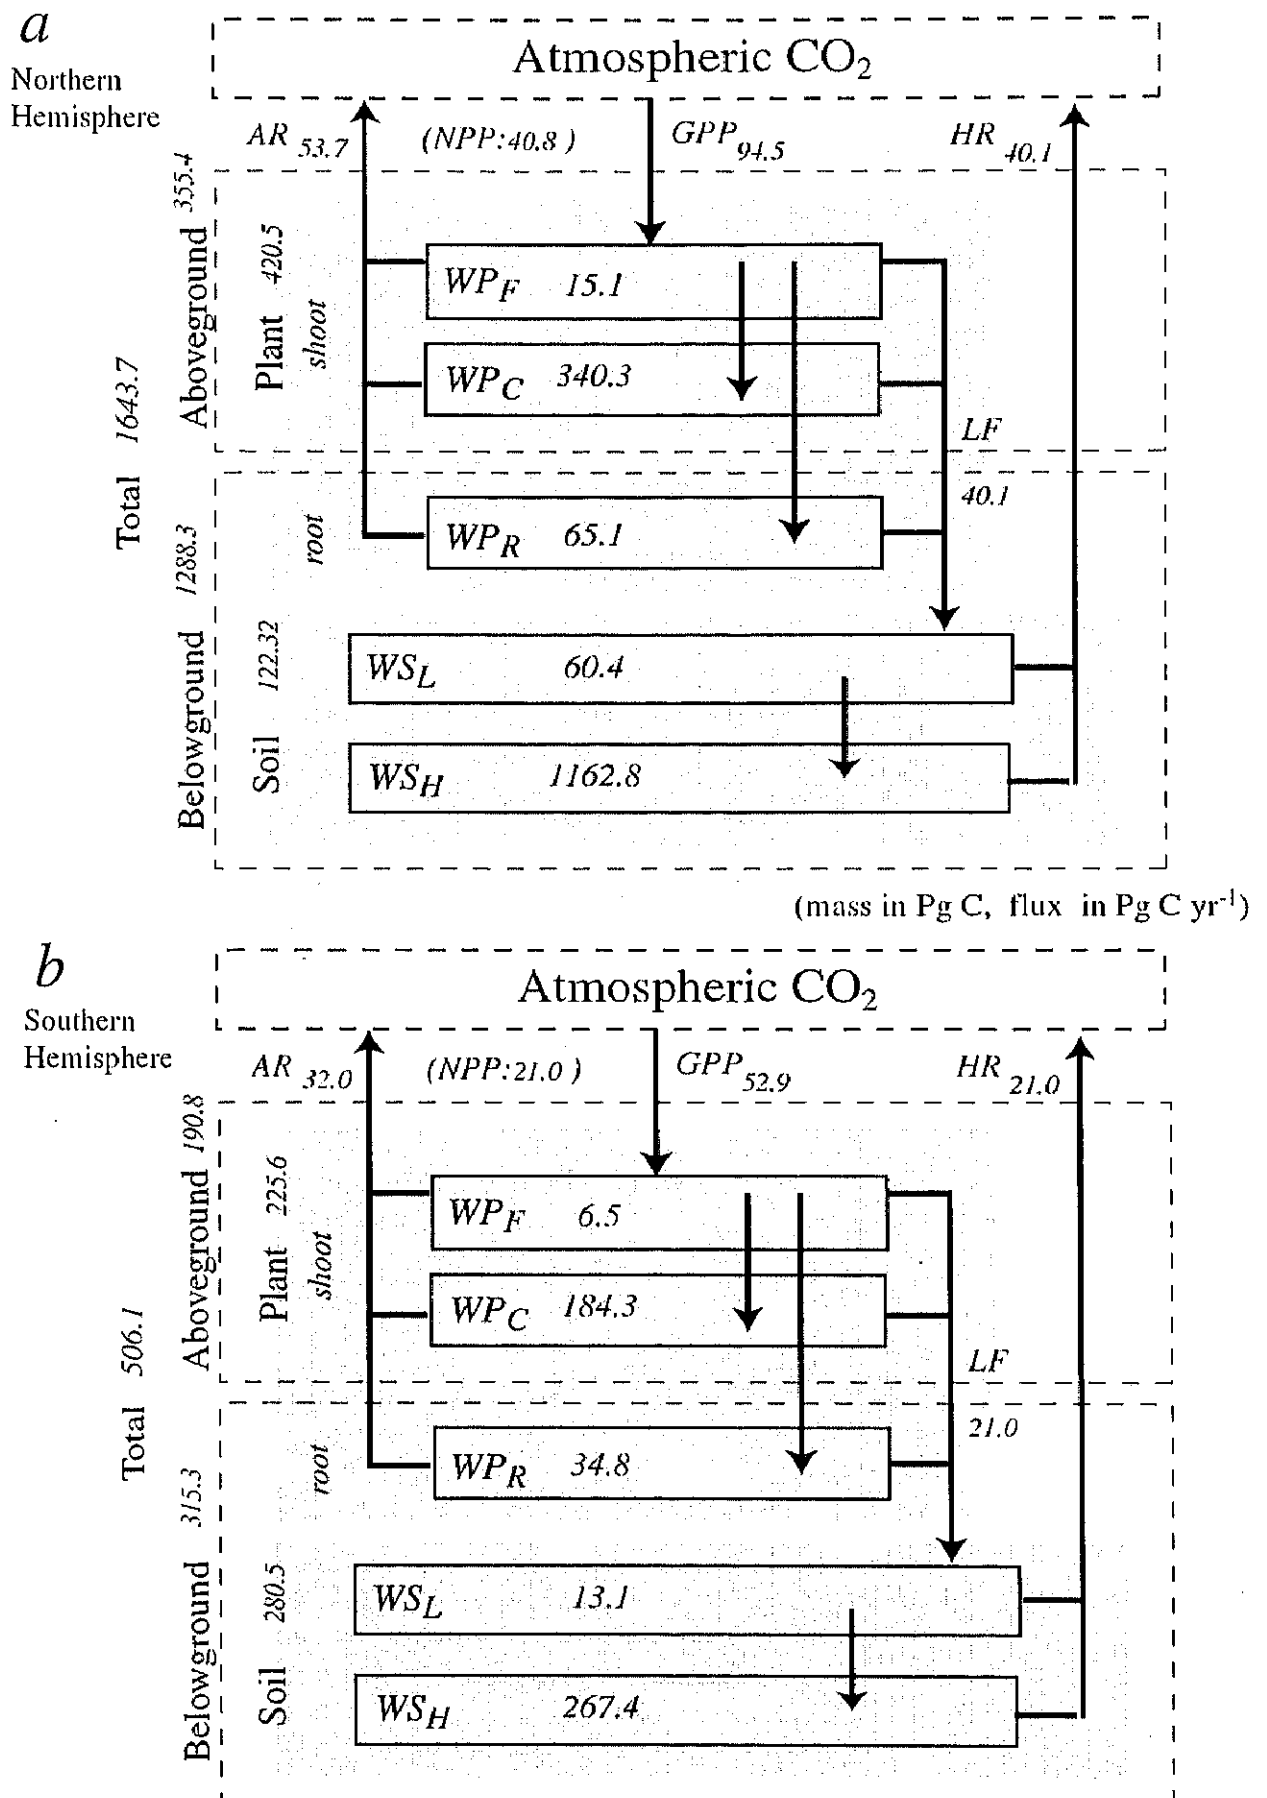 a
Northern
Hemisphere
Atmospheric CO2
AR 53.7
(NPP:40.8 )
GPP94.5
HR 40.1
Total 1643.7
Aboveground 355.4
Plant 420.5
shoot
WPF 15.1
WPC 340.3
LF
40.1
Belowground 1288.3
root
WPR 65.1
Soil 122.32
WSL 60.4
WSH 1162.8
(mass in Pg C, flux in Pg C yr-1)
b
Southern
Hemisphere
Atmospheric CO2
AR 32.0
(NPP:21.0 )
GPP52.9
HR 21.0
Total 506.1
Aboveground 190.8
Plant 225.6
shoot
WPF 6.5
WPC 184.3
LF
21.0
Belowground 315.3
root
WPR 34.8
Soil 280.5
WSL 13.1
WSH 267.4